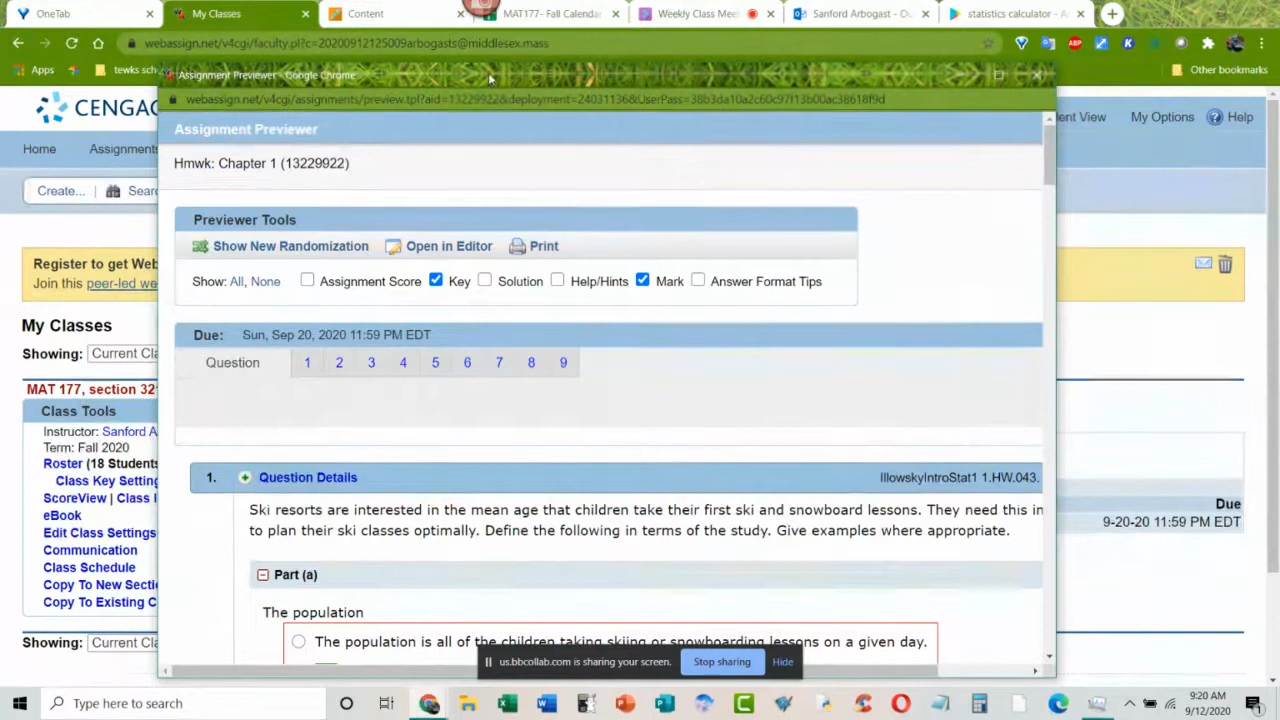 OneTab × My Classes × Content × MAT177- Fall Calenda × Weekly Class Mee × Sanford Arbogast - Ou × statistics calculator - A ×
webassign.net/v4cgi/faculty.pl?c=20200912125009arbogasts@middlesex.mass
Apps tewks sch Other bookmarks
Assignment Previewer - Google Chrome
webassign.net/v4cgi/assignments/preview.tpl?aid=13229922&deployment=24031136&UserPass=38b3da10a2c60c97f13b00ac38618f9d
CENGAG ent View My Options Help
Assignment Previewer
Home Assignment
Hmwk: Chapter 1 (13229922)
Create... | Searc
Previewer Tools
Show New Randomization Open in Editor Print
Register to get Web
Join this peer-led we
Show: All, None Assignment Score Key Solution Help/Hints Mark Answer Format Tips
My Classes
Due: Sun, Sep 20, 2020 11:59 PM EDT
Showing: Current Cla
Question 1 2 3 4 5 6 7 8 9
MAT 177, section 321
Class Tools
Instructor: Sanford A
Term: Fall 2020
Roster (18 Students
Class Key Setting
ScoreView | Class I
eBook
Edit Class Settings
Communication
Class Schedule
Copy To New Secti
Copy To Existing C
Showing: Current Cla
1. Question Details IllowskyIntroStat1 1.HW.043.
Ski resorts are interested in the mean age that children take their first ski and snowboard lessons. They need this in
to plan their ski classes optimally. Define the following in terms of the study. Give examples where appropriate.
Part (a)
The population
The population is all of the children taking skiing or snowboarding lessons on a given day.
Due
9-20-20 11:59 PM EDT
us.bbcollab.com is sharing your screen. Stop sharing Hide
Type here to search
9:20 AM
9/12/2020